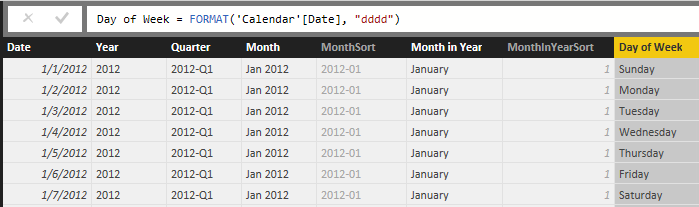 Day of Week = FORMAT('Calendar'[Date], "dddd")
Date Year Quarter Month MonthSort Month in Year MonthInYearSort Day of Week
1/1/2012 2012 2012-Q1 Jan 2012 2012-01 January 1 Sunday
1/2/2012 2012 2012-Q1 Jan 2012 2012-01 January 1 Monday
1/3/2012 2012 2012-Q1 Jan 2012 2012-01 January 1 Tuesday
1/4/2012 2012 2012-Q1 Jan 2012 2012-01 January 1 Wednesday
1/5/2012 2012 2012-Q1 Jan 2012 2012-01 January 1 Thursday
1/6/2012 2012 2012-Q1 Jan 2012 2012-01 January 1 Friday
1/7/2012 2012 2012-Q1 Jan 2012 2012-01 January 1 Saturday